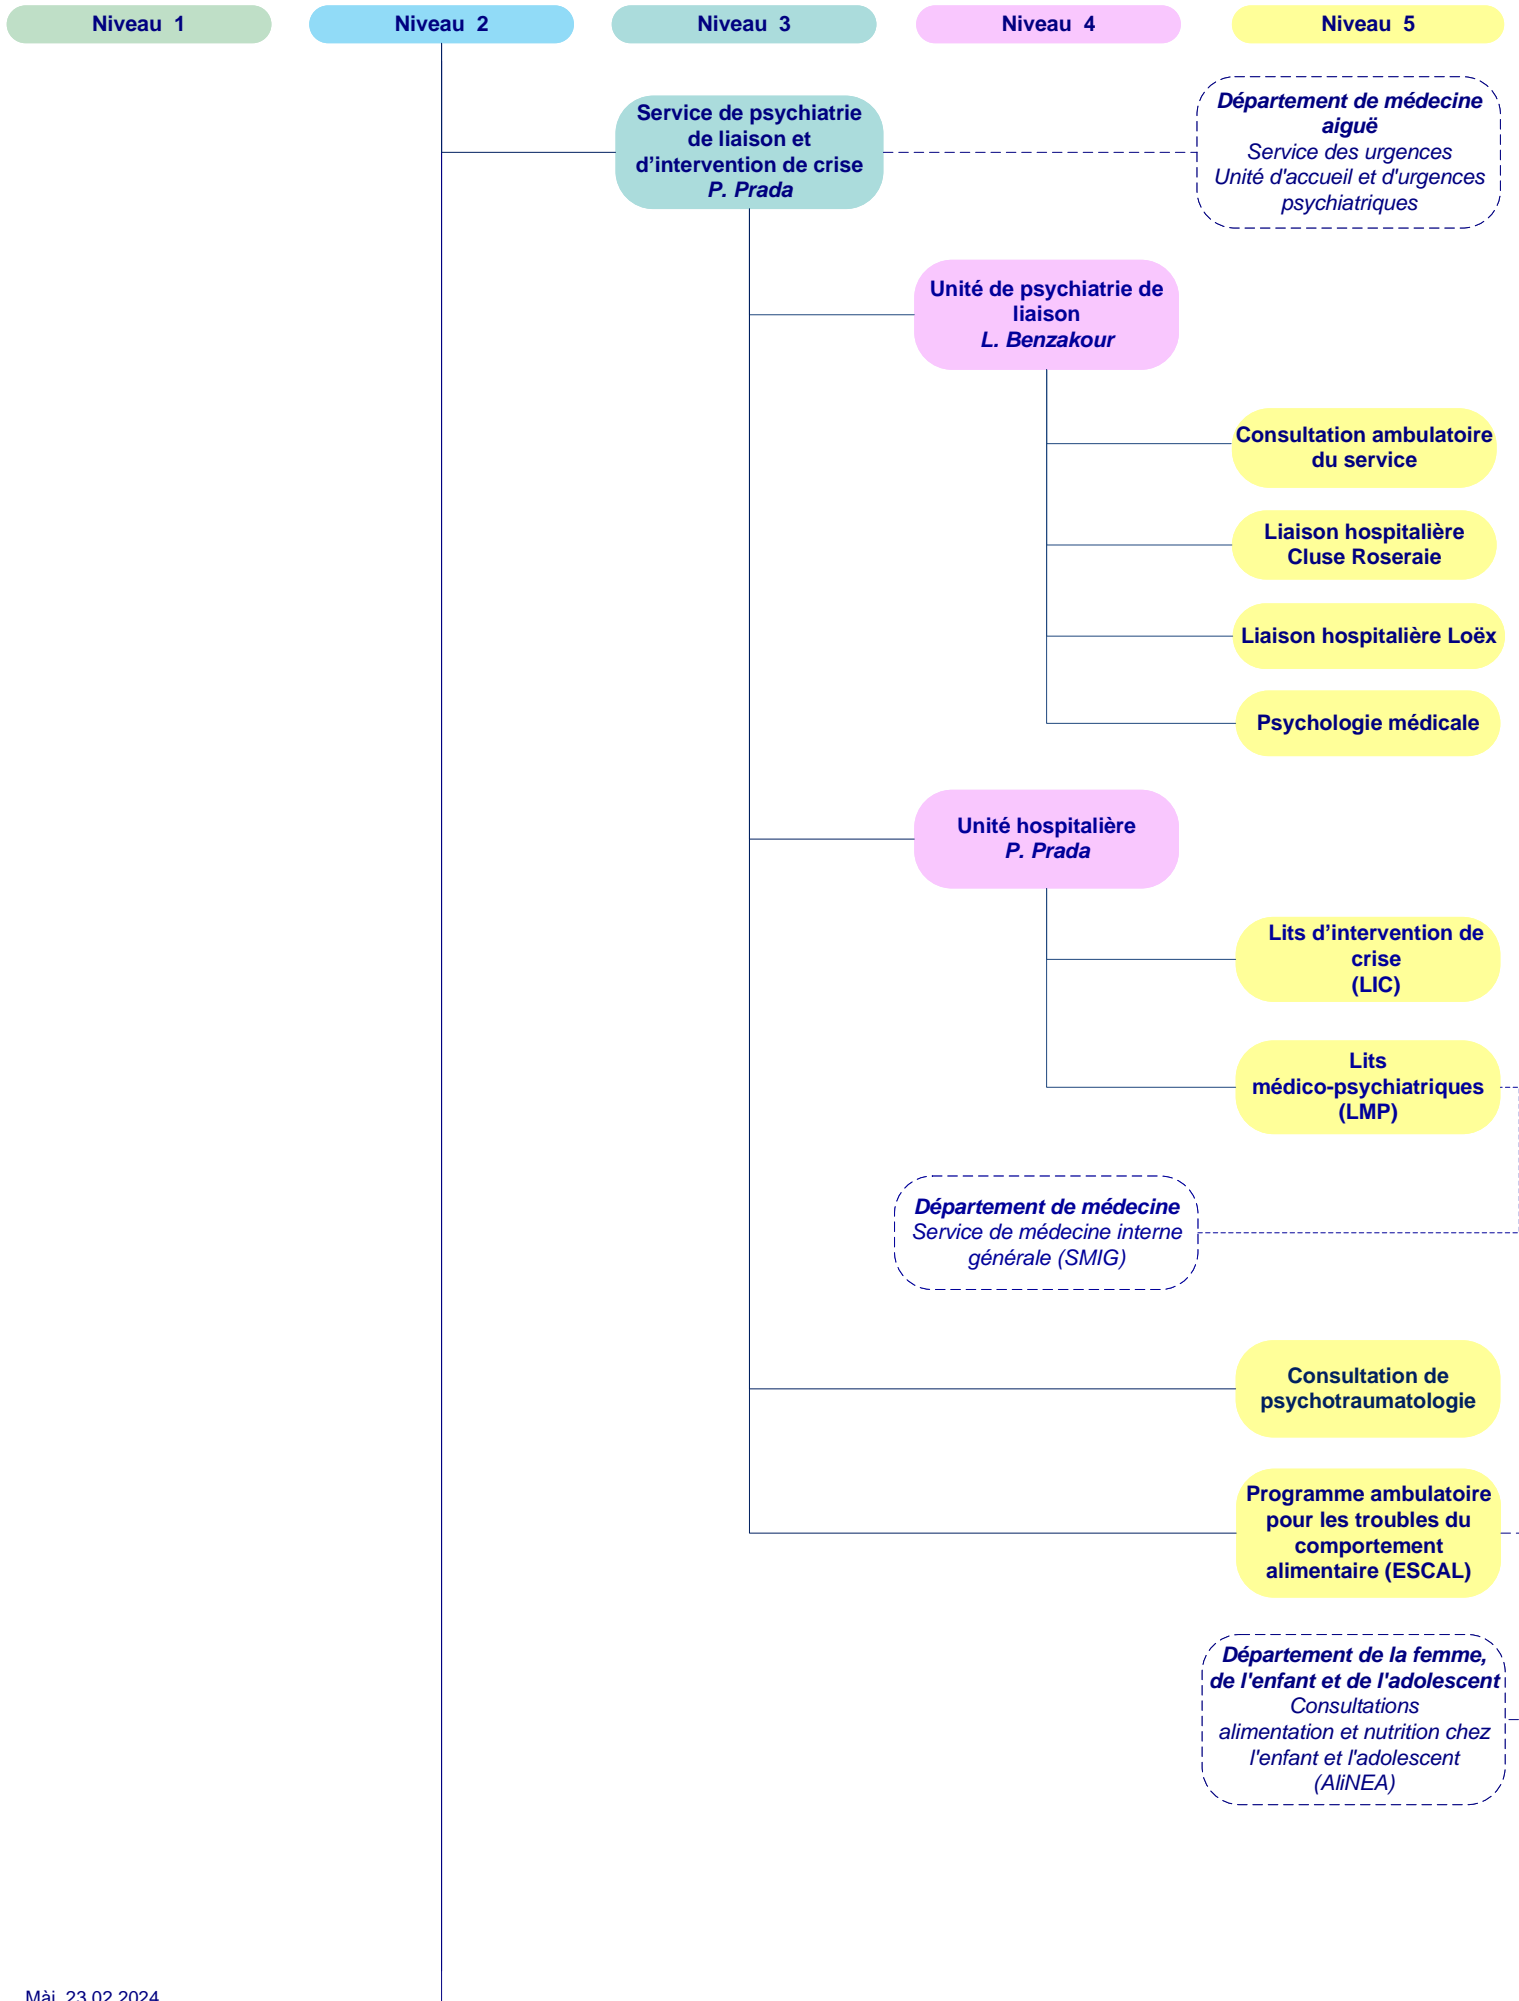 Niveau 1
Niveau 2
Niveau 3
Niveau 4
Niveau 5
Service de psychiatrie
de liaison et
d’intervention de crise
P. Prada
Département de médecine
aiguë
Service des urgences
Unité d'accueil et d'urgences
psychiatriques
Unité de psychiatrie de
liaison
L. Benzakour
Consultation ambulatoire
du service
Liaison hospitalière
Cluse Roseraie
Liaison hospitalière Loëx
Psychologie médicale
Unité hospitalière
P. Prada
Lits d’intervention de
crise
(LIC)
Lits
médico-psychiatriques
(LMP)
Département de médecine
Service de médecine interne
générale (SMIG)
Consultation de
psychotraumatologie
Programme ambulatoire
pour les troubles du
comportement
alimentaire (ESCAL)
Département de la femme,
de l'enfant et de l'adolescent
Consultations
alimentation et nutrition chez
l'enfant et l'adolescent
(AliNEA)
Màj. 23.02.2024